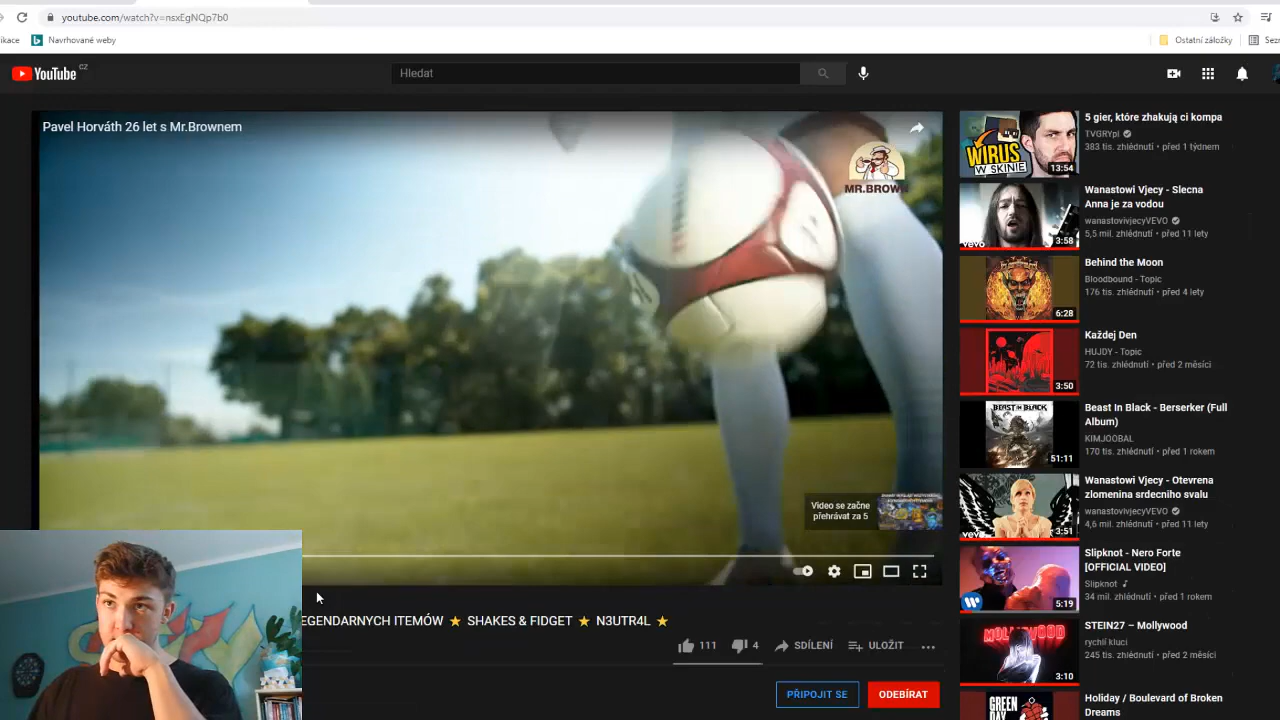 youtube.com/watch?v=nsxEgNQp7b0
ikace
Navrhované weby
Ostatní záložky
YouTube CZ
Hledat
Pavel Horváth 26 let s Mr.Brownem
MR.BROWN
Video se začne
přehrávat za 5
EGENDARNYCH ITEMÓW ⭐ SHAKES & FIDGET ⭐ N3UTR4L ⭐
111
4
SDÍLENÍ
ULOŽIT
PŘIPOJIT SE
ODEBÍRAT
WIRUS
W SKINIE
13:54
5 gier, które zhakują ci kompa
TVGRYpl
383 tis. zhlédnutí • před 1 týdnem
vevo
3:58
Wanastowi Vjecy - Slecna
Anna je za vodou
wanastovivjecyVEVO
5,5 mil. zhlédnutí • před 11 lety
6:28
Behind the Moon
Bloodbound - Topic
176 tis. zhlédnutí • před 4 lety
3:50
Każdej Den
HUJDY - Topic
72 tis. zhlédnutí • před 2 měsíci
BEAST IN BLACK
51:11
Beast In Black - Berserker (Full
Album)
KIMJOOBAL
170 tis. zhlédnutí • před 1 rokem
vevo
3:51
Wanastowi Vjecy - Otevrena
zlomenina srdecniho svalu
wanastovivjecyVEVO
4,6 mil. zhlédnutí • před 11 lety
5:19
Slipknot - Nero Forte
[OFFICIAL VIDEO]
Slipknot
34 mil. zhlédnutí • před 1 rokem
MOLLYWOOD
3:10
STEIN27 – Mollywood
rychlí kluci
245 tis. zhlédnutí • před 2 měsíci
GREEN
DAY
Holiday / Boulevard of Broken
Dreams